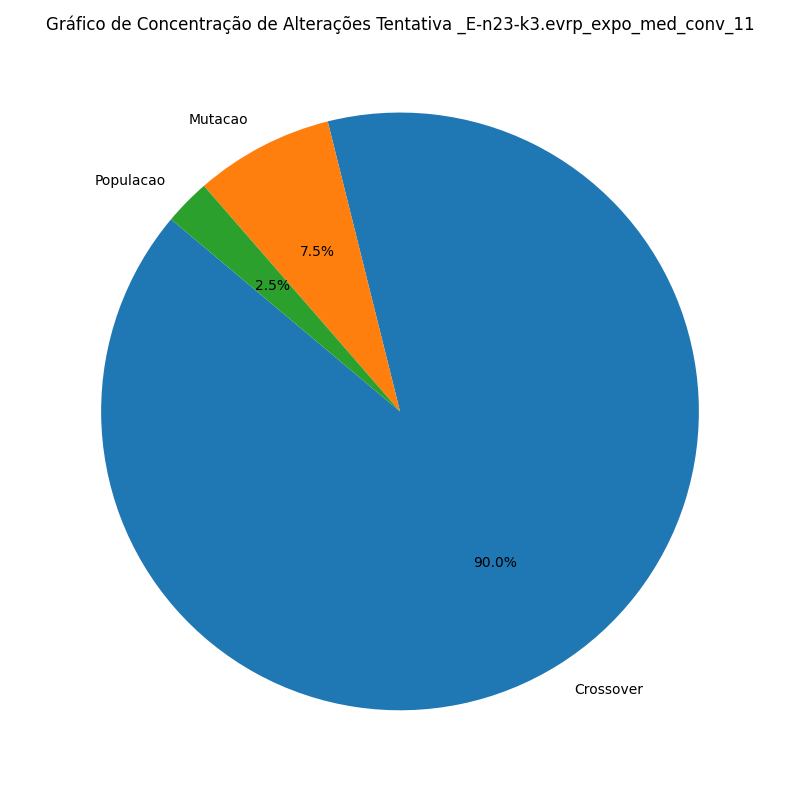 Gráfico de Concentração de Alterações Tentativa _E-n23-k3.evrp_expo_med_conv_11
Mutacao
Populacao
7.5%
2.5%
90.0%
Crossover